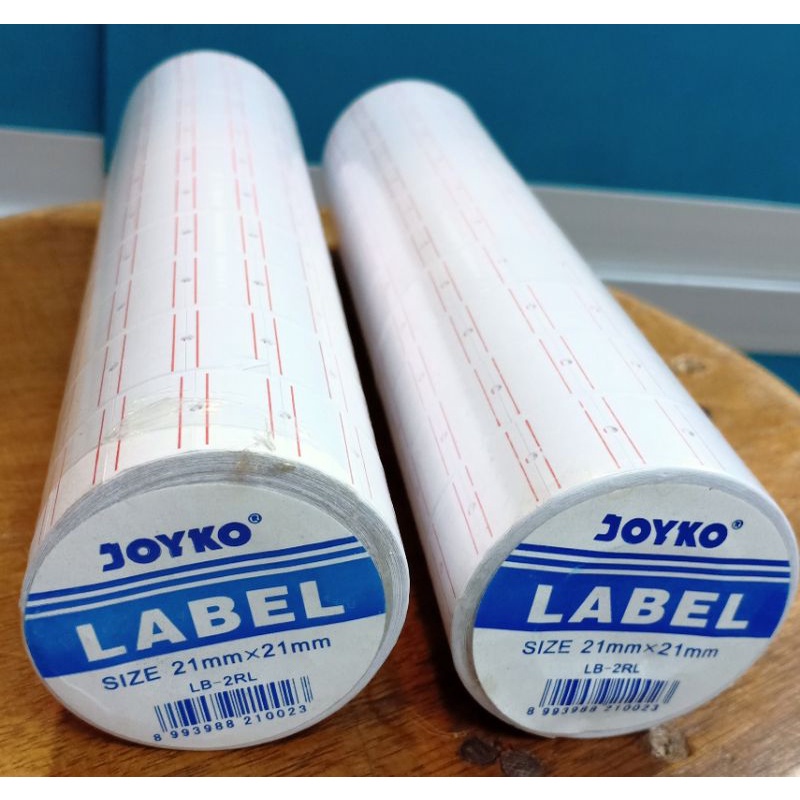 JOYKO®
LABEL
SIZE 21mm×21mm
LB-2RL
8 993988 210023
JOYKO®
LABEL
SIZE 21mm×21mm
LB-2RL
8 993988 210023